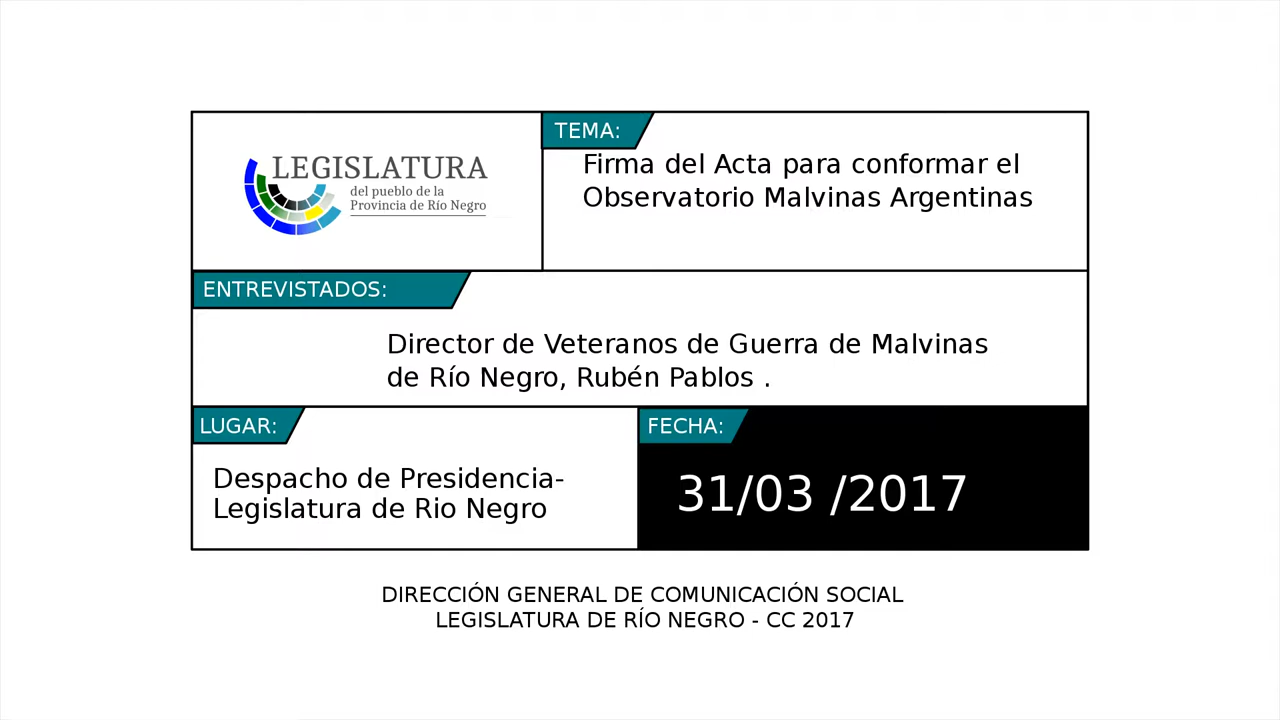 LEGISLATURA
del pueblo de la
Provincia de Río Negro
TEMA:
Firma del Acta para conformar el
Observatorio Malvinas Argentinas
ENTREVISTADOS:
Director de Veteranos de Guerra de Malvinas
de Río Negro, Rubén Pablos .
LUGAR:
Despacho de Presidencia-
Legislatura de Rio Negro
FECHA:
31/03 /2017
DIRECCIÓN GENERAL DE COMUNICACIÓN SOCIAL
LEGISLATURA DE RÍO NEGRO - CC 2017